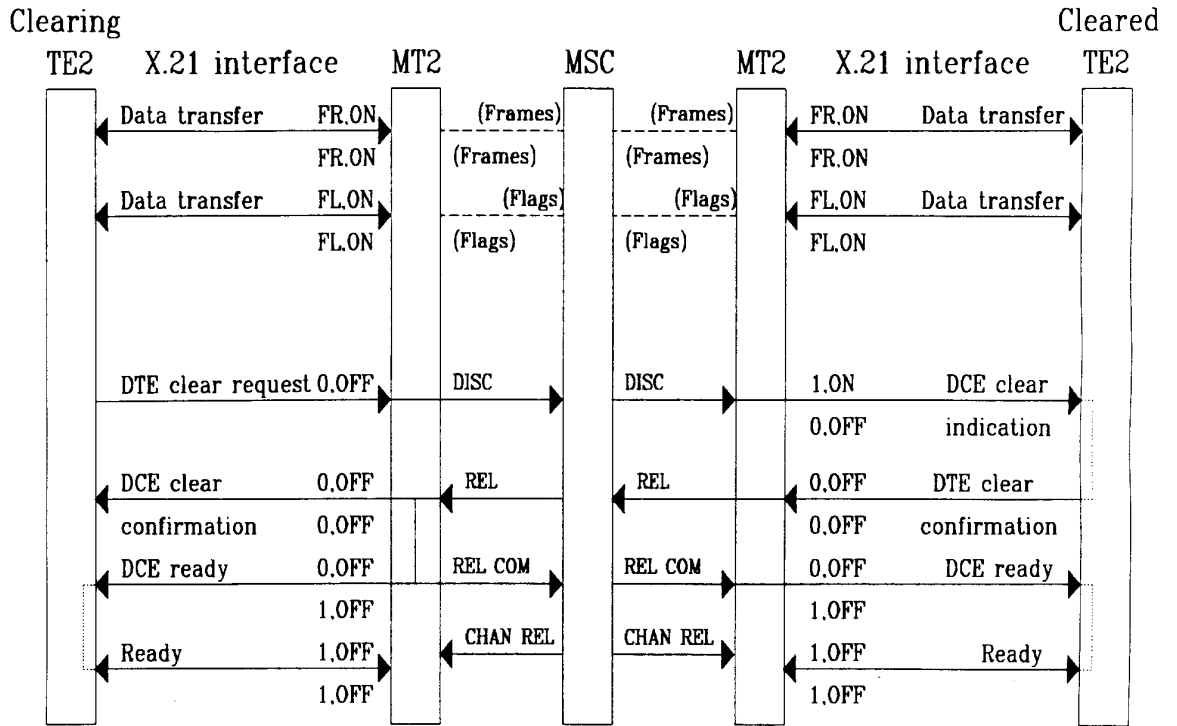 Clearing Cleared
TE2 X.21 interface MT2 MSC MT2 X.21 interface TE2
Data transfer FR.ON (Frames) (Frames) FR.ON Data transfer
FR.ON (Frames) (Frames) FR.ON
Data transfer FL.ON (Flags) (Flags) FL.ON Data transfer
FL.ON (Flags) (Flags) FL.ON
DTE clear request 0.OFF DISC DISC 1.ON DCE clear
0.OFF indication
DCE clear 0.OFF REL REL 0.OFF DTE clear
confirmation 0.OFF 0.OFF confirmation
DCE ready 0.OFF REL COM REL COM 0.OFF DCE ready
1.OFF 1.OFF
Ready 1.OFF CHAN REL CHAN REL 1.OFF Ready
1.OFF 1.OFF